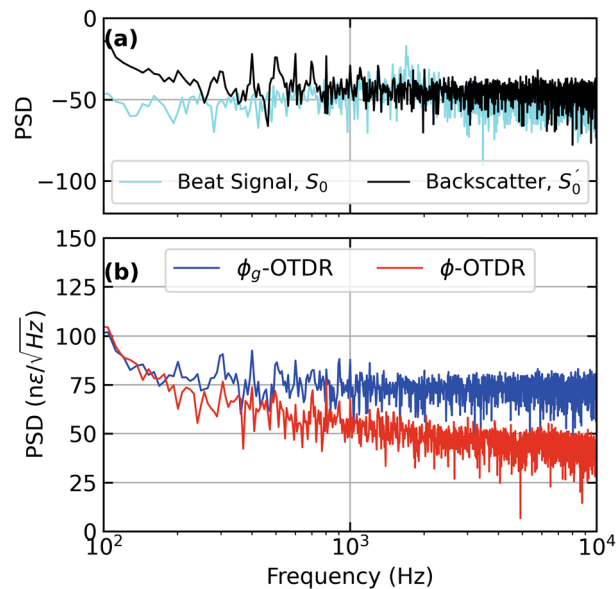 (a)
0
−50
−100
PSD
Beat Signal, S₀ Backscatter, S₀′
(b)
150
125
100
75
50
25
0
PSD (nε/√Hz)
ϕg-OTDR ϕ-OTDR
10² 10³ 10⁴
Frequency (Hz)